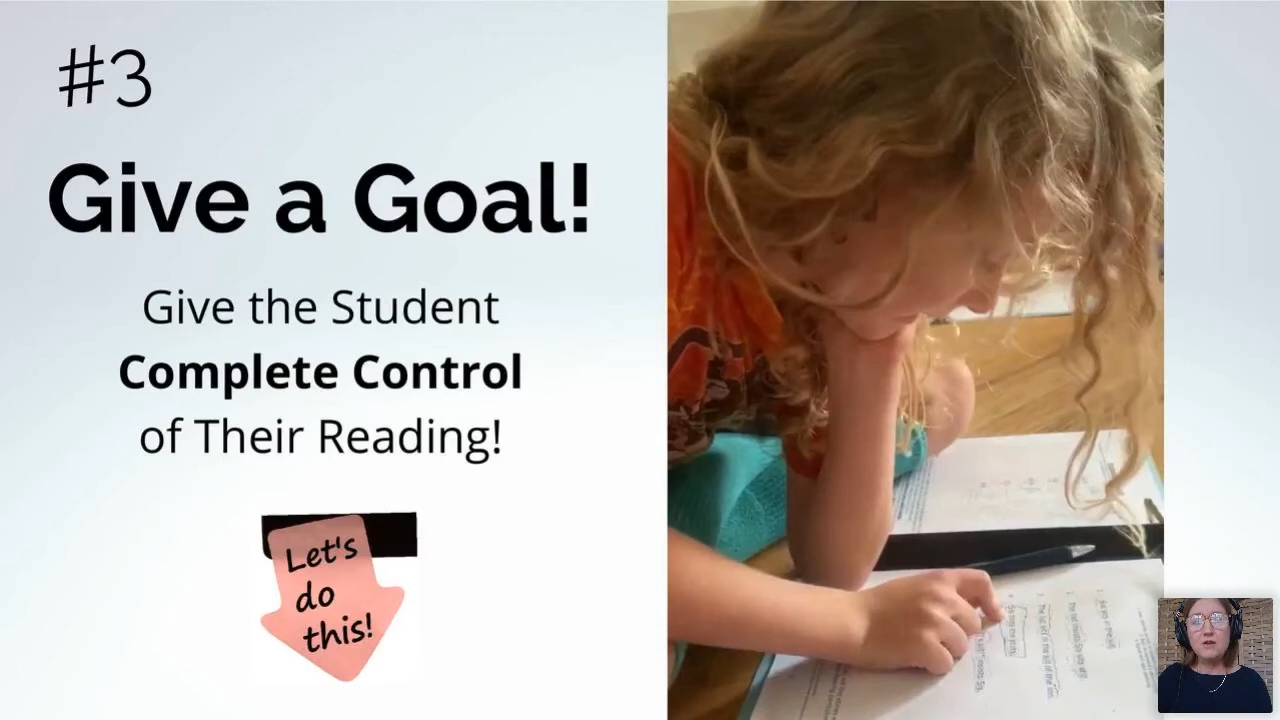 #3
Give a Goal!
Give the Student
Complete Control
of Their Reading!
Let's
do
this!